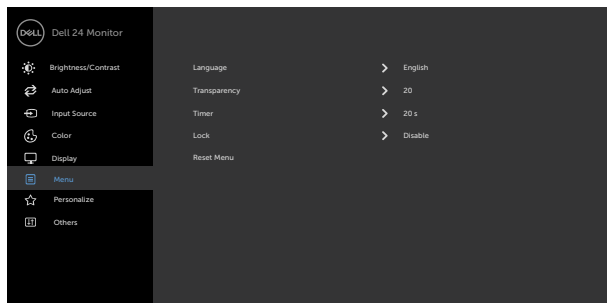 DELL Dell 24 Monitor
Brightness/Contrast
Auto Adjust
Input Source
Color
Display
Menu
Personalize
Others
Language English
Transparency 20
Timer 20 s
Lock Disable
Reset Menu